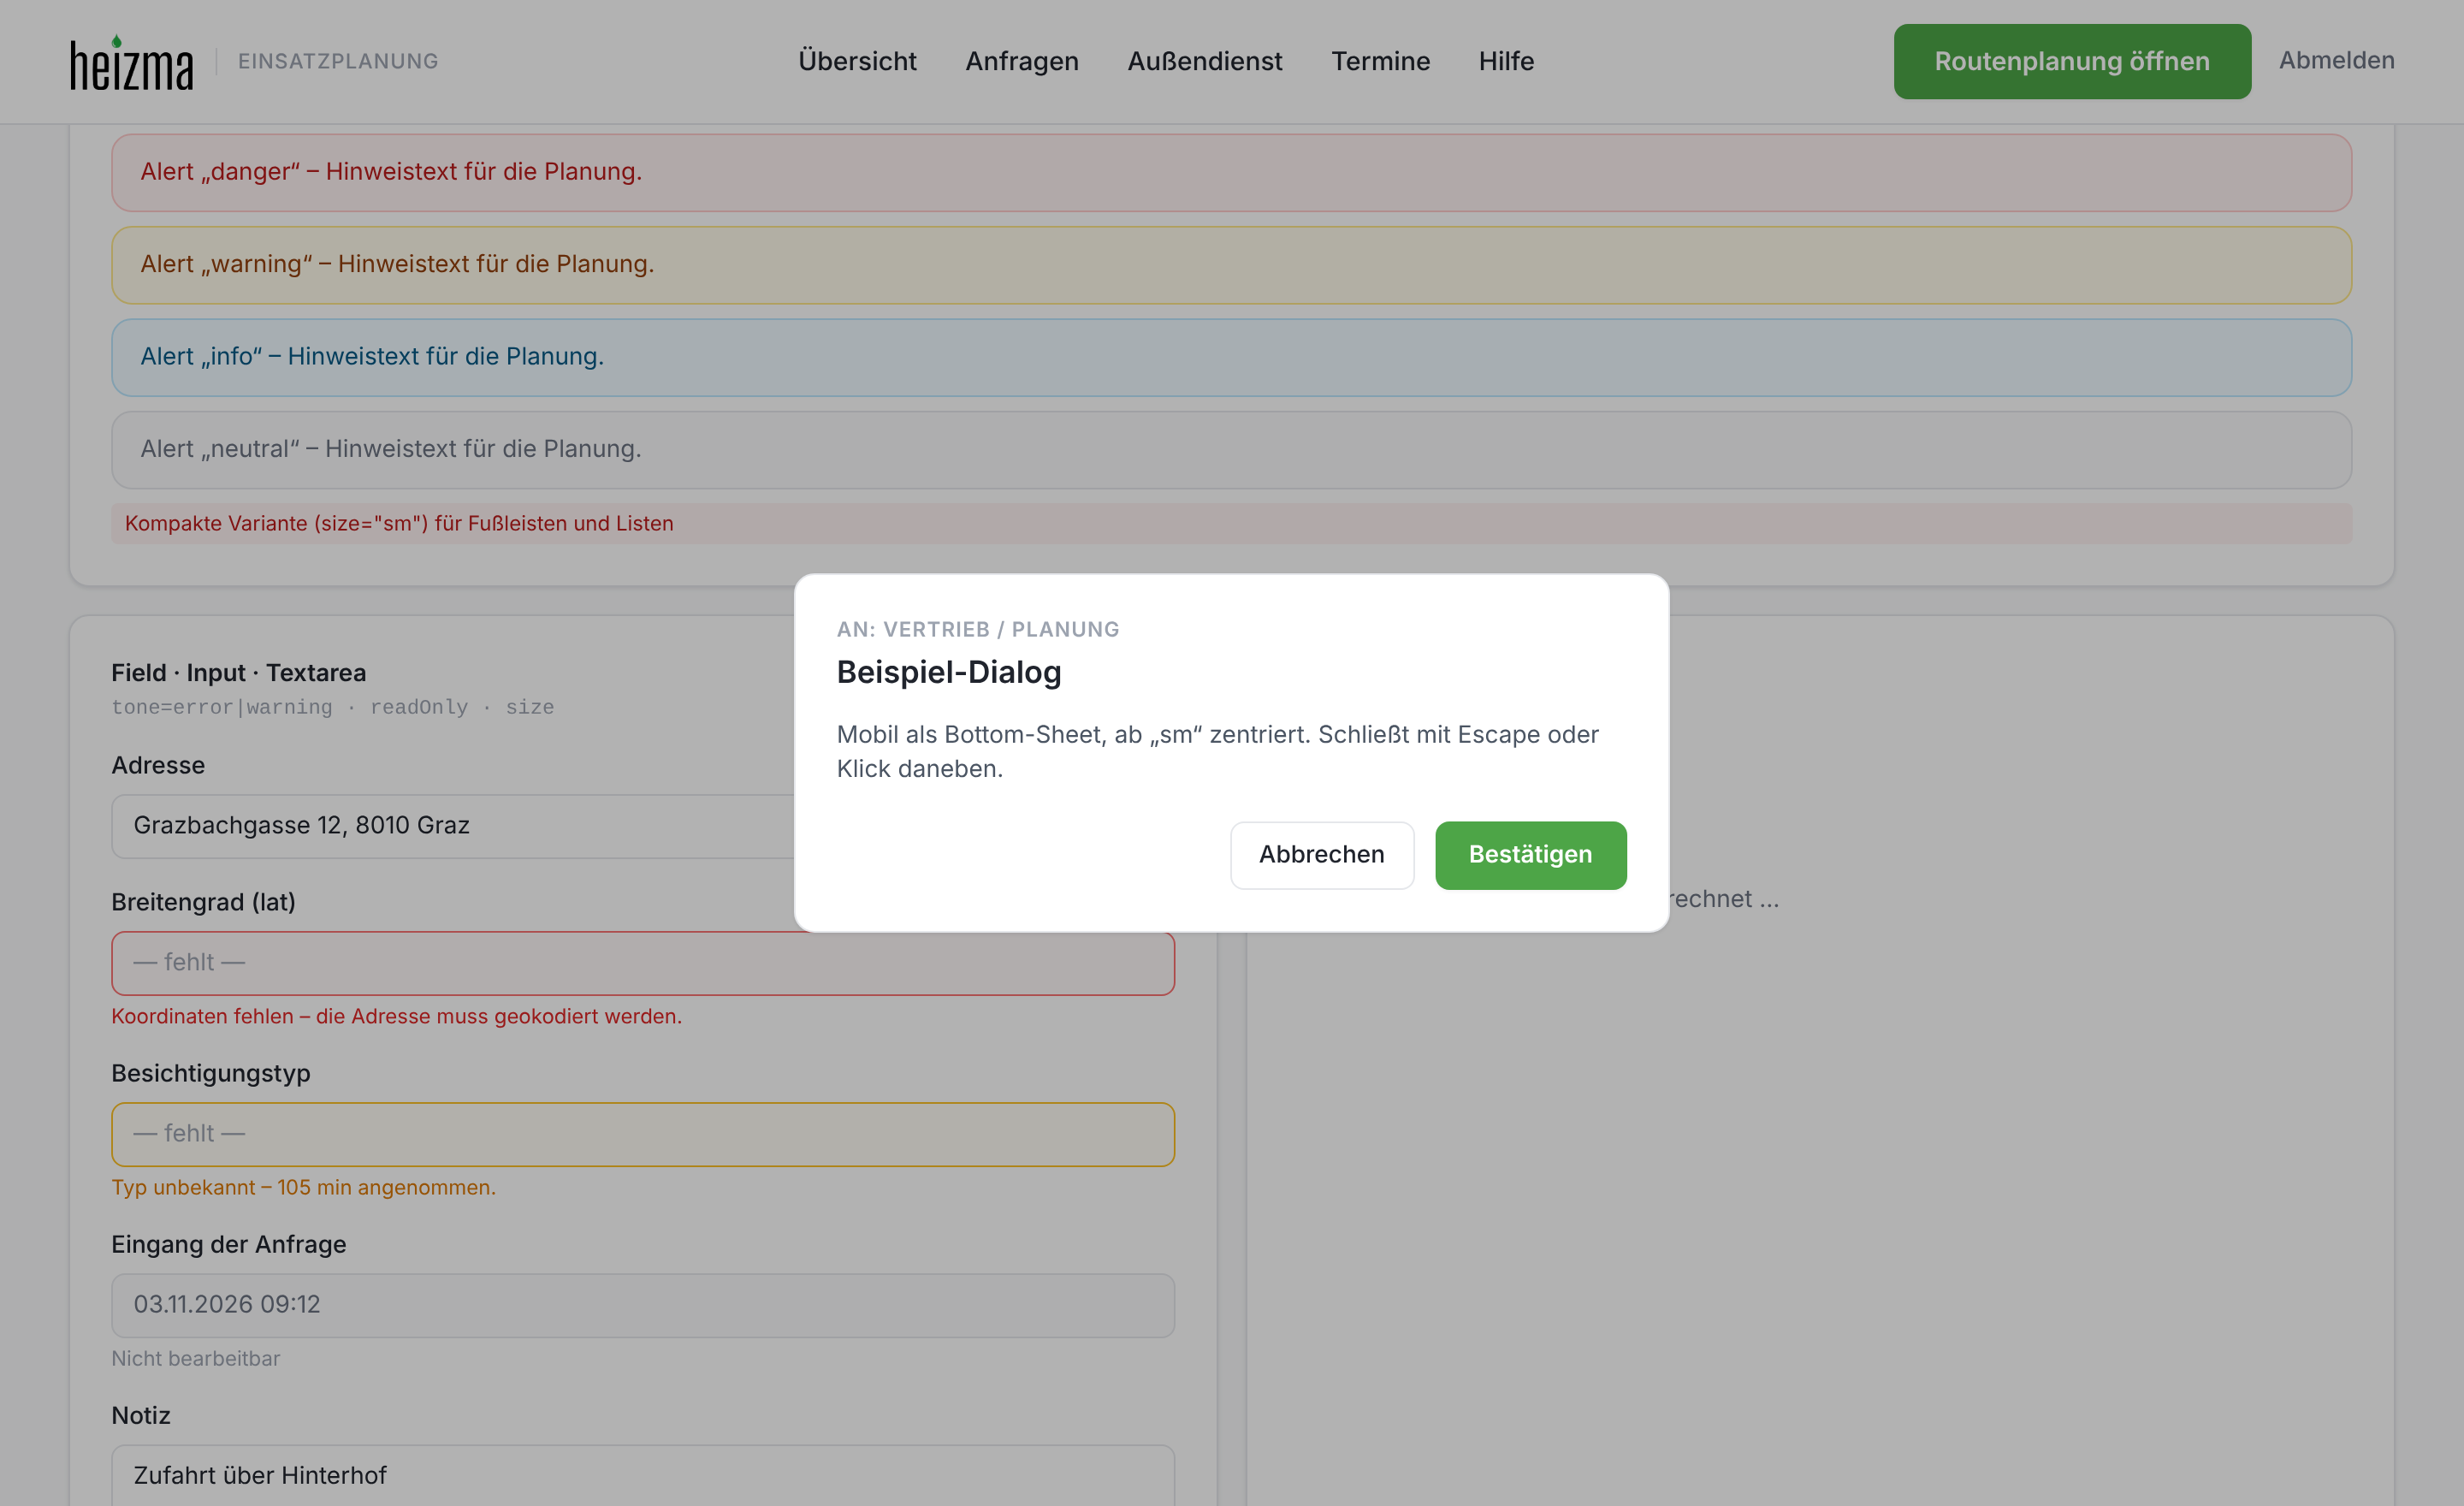 heizma
EINSATZPLANUNG
Übersicht
Anfragen
Außendienst
Termine
Hilfe
Routenplanung öffnen
Abmelden
Alert „danger“ – Hinweistext für die Planung.
Alert „warning“ – Hinweistext für die Planung.
Alert „info“ – Hinweistext für die Planung.
Alert „neutral“ – Hinweistext für die Planung.
Kompakte Variante (size="sm") für Fußleisten und Listen
AN: VERTRIEB / PLANUNG
Beispiel-Dialog
Mobil als Bottom-Sheet, ab „sm“ zentriert. Schließt mit Escape oder
Klick daneben.
Abbrechen
Bestätigen
Field · Input · Textarea
tone=error|warning · readOnly · size
Adresse
Grazbachgasse 12, 8010 Graz
Breitengrad (lat)
— fehlt —
Koordinaten fehlen – die Adresse muss geokodiert werden.
Besichtigungstyp
— fehlt —
Typ unbekannt – 105 min angenommen.
Eingang der Anfrage
03.11.2026 09:12
Nicht bearbeitbar
Notiz
Zufahrt über Hinterhof
rechnet …